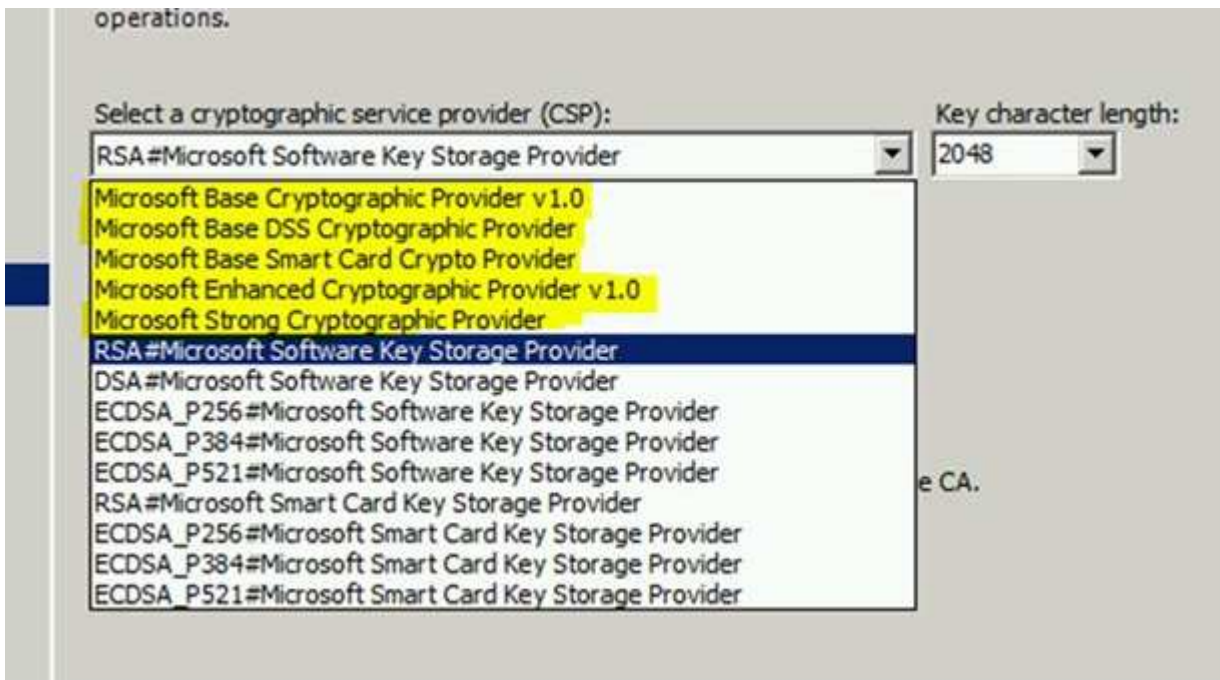 operations.
Select a cryptographic service provider (CSP):
Key character length:
RSA#Microsoft Software Key Storage Provider
2048
Microsoft Base Cryptographic Provider v1.0
Microsoft Base DSS Cryptographic Provider
Microsoft Base Smart Card Crypto Provider
Microsoft Enhanced Cryptographic Provider v1.0
Microsoft Strong Cryptographic Provider
RSA#Microsoft Software Key Storage Provider
DSA#Microsoft Software Key Storage Provider
ECDSA_P256#Microsoft Software Key Storage Provider
ECDSA_P384#Microsoft Software Key Storage Provider
ECDSA_P521#Microsoft Software Key Storage Provider
e CA.
RSA#Microsoft Smart Card Key Storage Provider
ECDSA_P256#Microsoft Smart Card Key Storage Provider
ECDSA_P384#Microsoft Smart Card Key Storage Provider
ECDSA_P521#Microsoft Smart Card Key Storage Provider